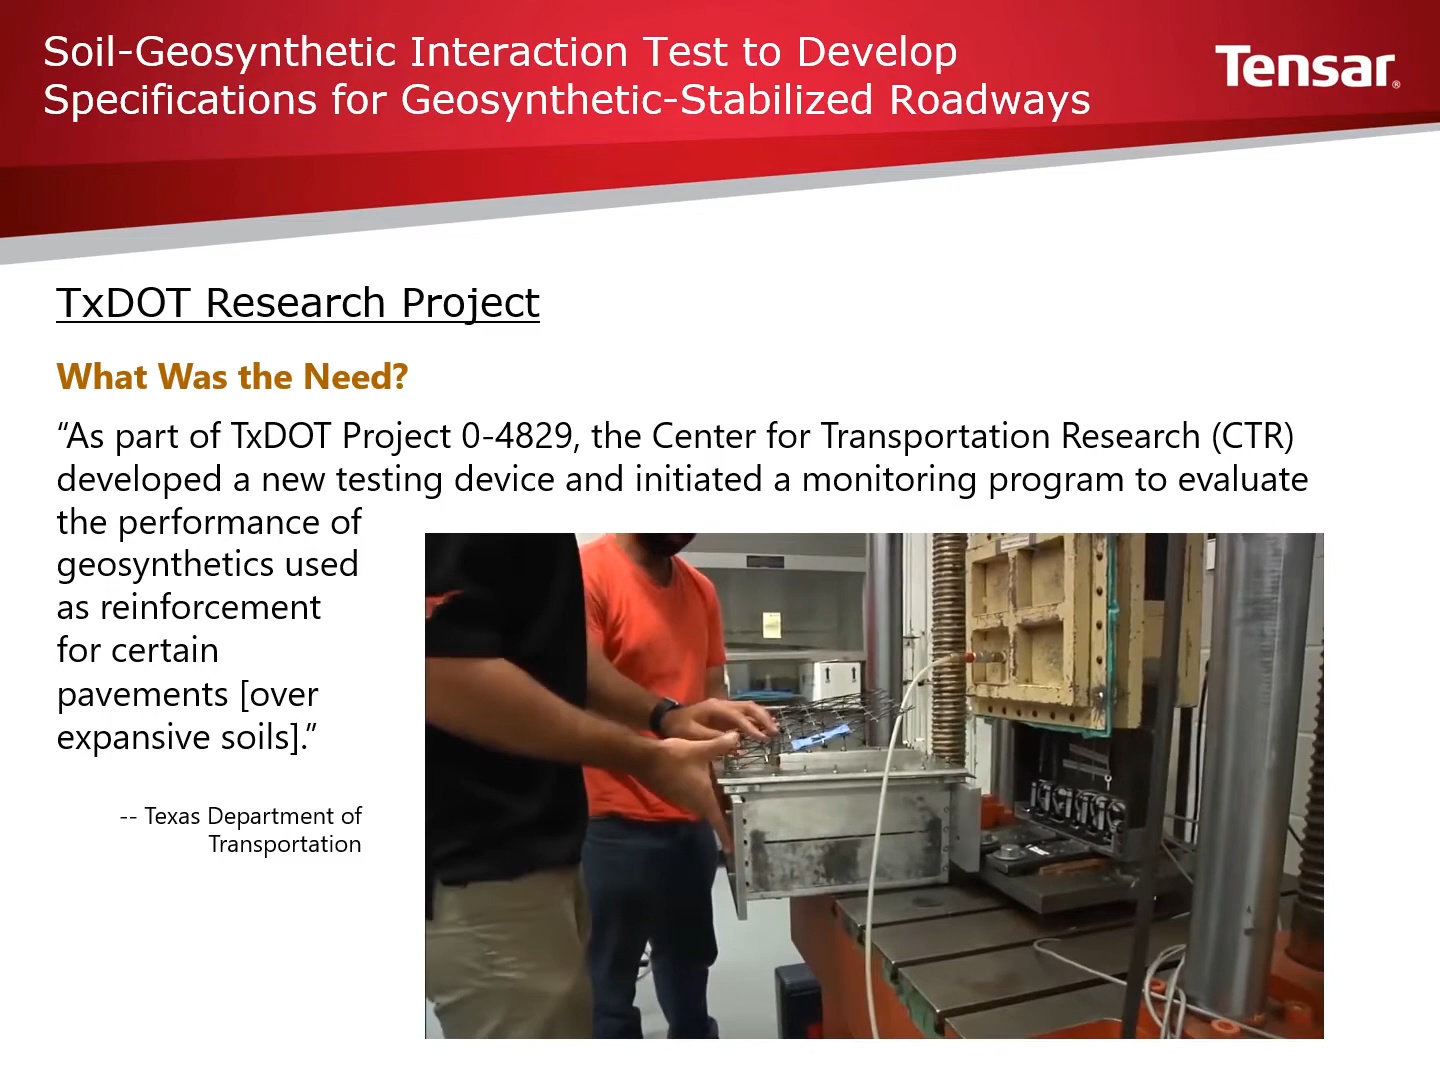 Soil-Geosynthetic Interaction Test to Develop
Specifications for Geosynthetic-Stabilized Roadways
Tensar®
TxDOT Research Project
What Was the Need?
“As part of TxDOT Project 0-4829, the Center for Transportation Research (CTR)
developed a new testing device and initiated a monitoring program to evaluate
the performance of
geosynthetics used
as reinforcement
for certain
pavements [over
expansive soils].”
-- Texas Department of
Transportation